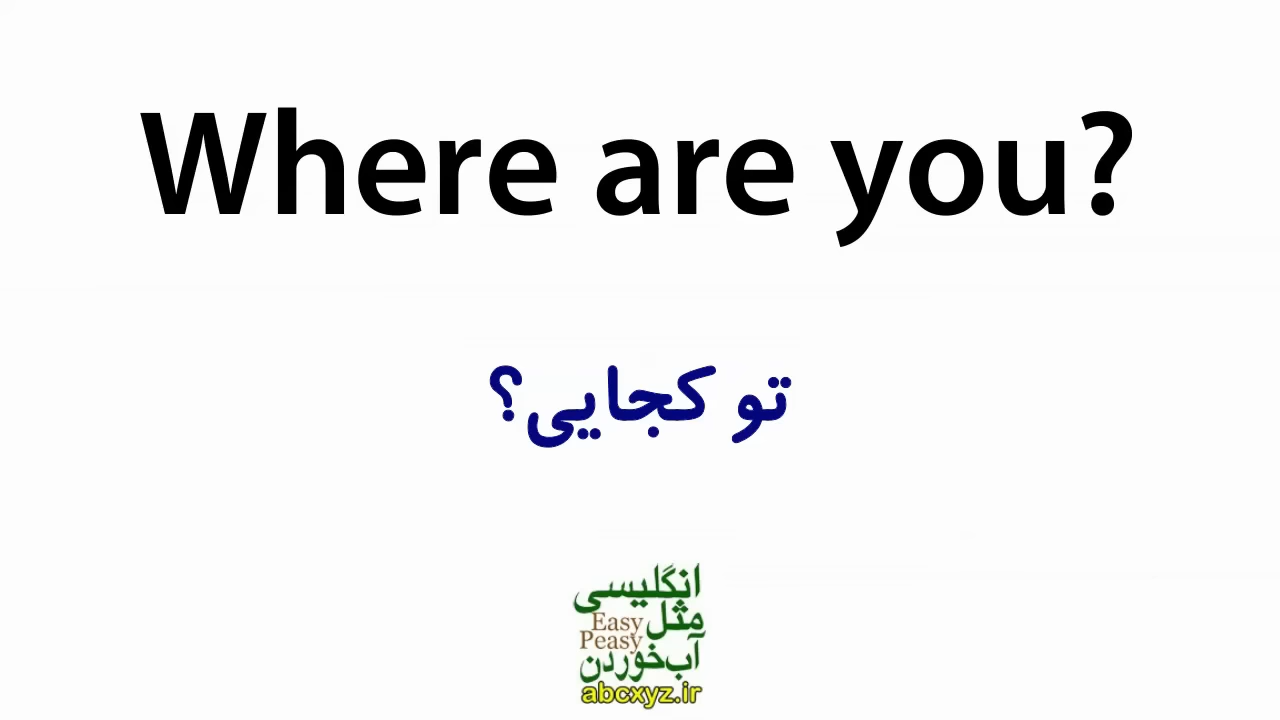 Where are you?
تو کجایی؟
انگلیسی
مثل Easy
Peasy
آب‌خوردن
abcxyz.ir